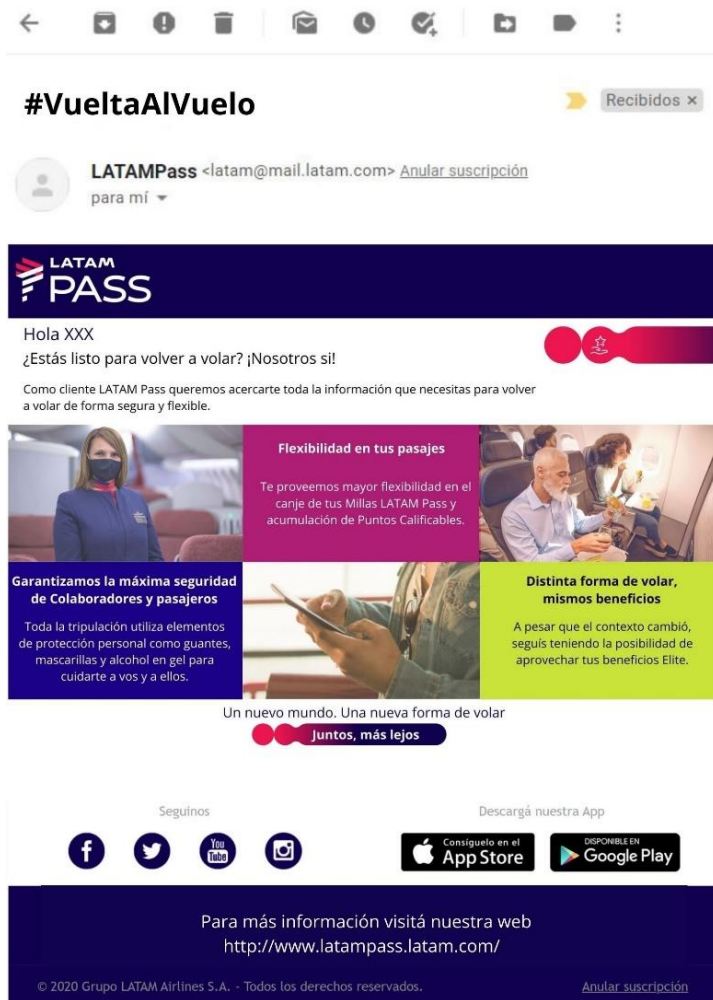 #VueltaAlVuelo
Recibidos ×
LATAMPass <latam@mail.latam.com> Anular suscripción
para mí
LATAM
PASS
Hola XXX
¿Estás listo para volver a volar? ¡Nosotros si!
Como cliente LATAM Pass queremos acercarte toda la información que necesitas para volver
a volar de forma segura y flexible.
Flexibilidad en tus pasajes
Te proveemos mayor flexibilidad en el
canje de tus Millas LATAM Pass y
acumulación de Puntos Calificables.
Garantizamos la máxima seguridad
de Colaboradores y pasajeros
Toda la tripulación utiliza elementos
de protección personal como guantes,
mascarillas y alcohol en gel para
cuidarte a vos y a ellos.
Distinta forma de volar,
mismos beneficios
A pesar que el contexto cambió,
seguís teniendo la posibilidad de
aprovechar tus beneficios Elite.
Un nuevo mundo. Una nueva forma de volar
Juntos, más lejos
Seguinos
Descargá nuestra App
You
Tube
Consíguelo en el
App Store
DISPONIBLE EN
Google Play
Para más información visitá nuestra web
http://www.latampass.latam.com/
© 2020 Grupo LATAM Airlines S.A. - Todos los derechos reservados.
Anular suscripción